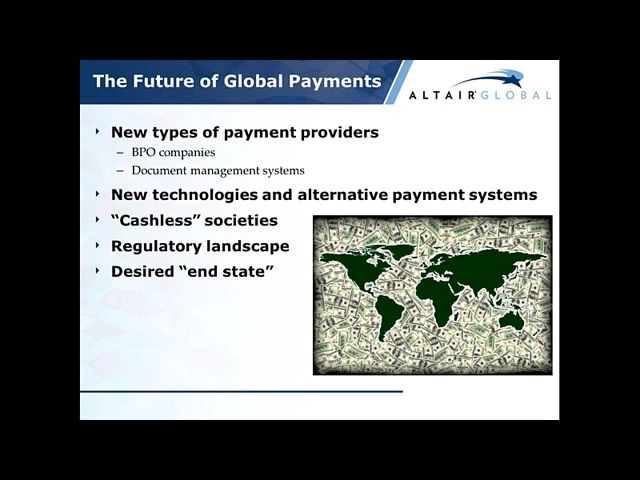 The Future of Global Payments
ALTAIR GLOBAL
New types of payment providers
– BPO companies
– Document management systems
New technologies and alternative payment systems
“Cashless” societies
Regulatory landscape
Desired “end state”